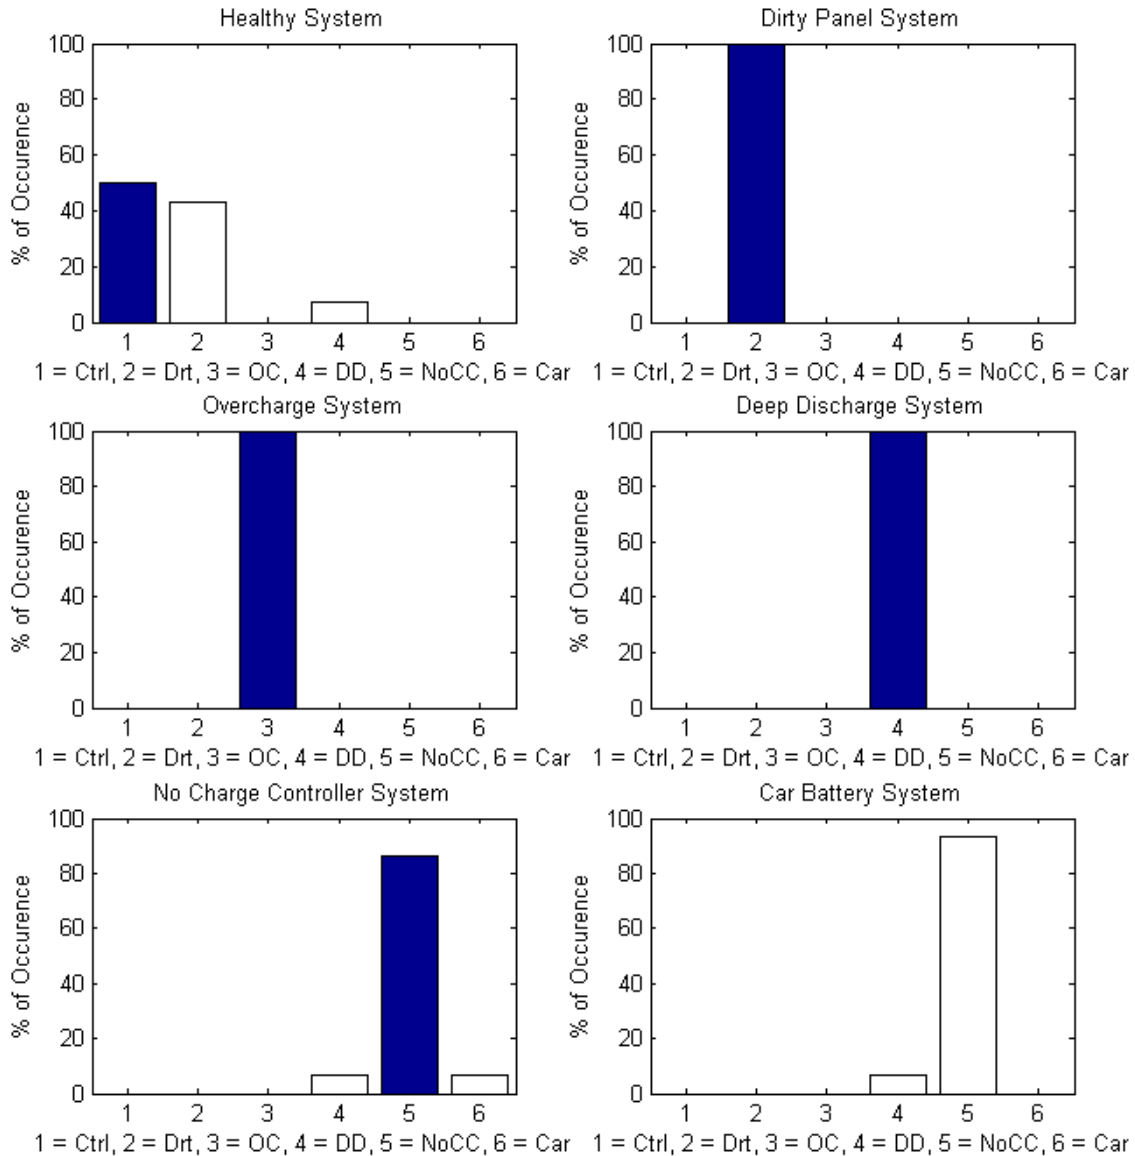 Healthy System
100
80
60
40
20
0
% of Occurence
1 2 3 4 5 6
1 = Ctrl, 2 = Drt, 3 = OC, 4 = DD, 5 = NoCC, 6 = Car
Dirty Panel System
100
80
60
40
20
0
% of Occurence
1 2 3 4 5 6
1 = Ctrl, 2 = Drt, 3 = OC, 4 = DD, 5 = NoCC, 6 = Car
Overcharge System
100
80
60
40
20
0
% of Occurence
1 2 3 4 5 6
1 = Ctrl, 2 = Drt, 3 = OC, 4 = DD, 5 = NoCC, 6 = Car
Deep Discharge System
100
80
60
40
20
0
% of Occurence
1 2 3 4 5 6
1 = Ctrl, 2 = Drt, 3 = OC, 4 = DD, 5 = NoCC, 6 = Car
No Charge Controller System
100
80
60
40
20
0
% of Occurence
1 2 3 4 5 6
1 = Ctrl, 2 = Drt, 3 = OC, 4 = DD, 5 = NoCC, 6 = Car
Car Battery System
100
80
60
40
20
0
% of Occurence
1 2 3 4 5 6
1 = Ctrl, 2 = Drt, 3 = OC, 4 = DD, 5 = NoCC, 6 = Car